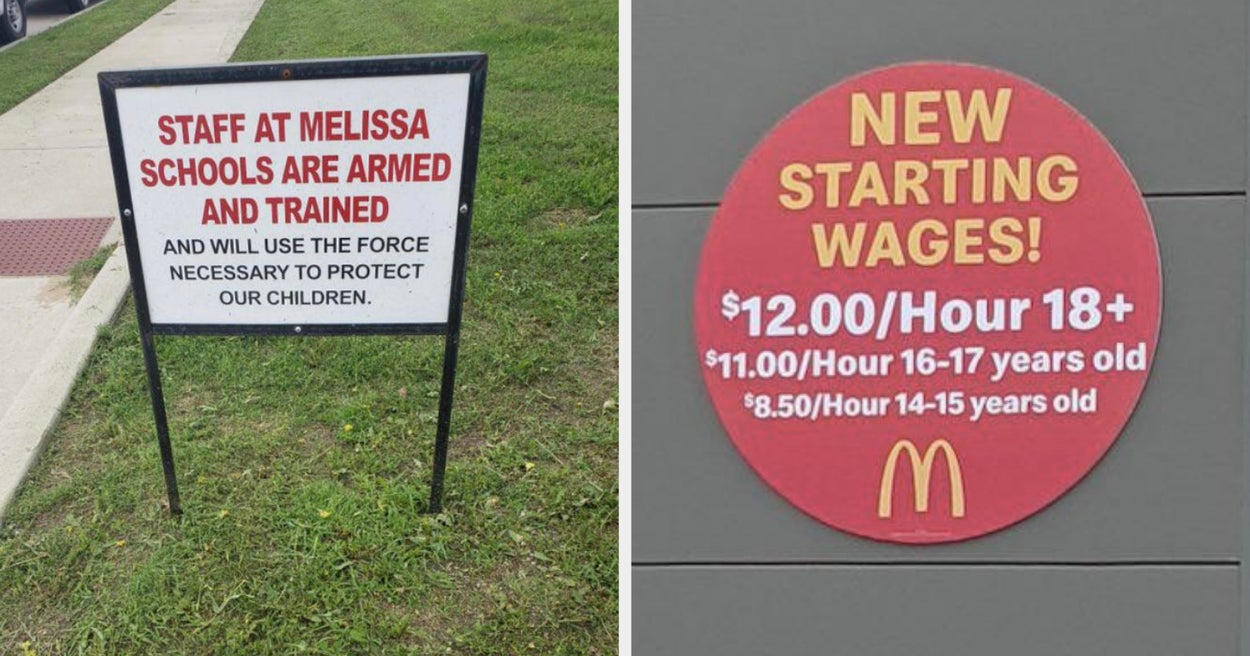 STAFF AT MELISSA
SCHOOLS ARE ARMED
AND TRAINED
AND WILL USE THE FORCE
NECESSARY TO PROTECT
OUR CHILDREN.
NEW
STARTING
WAGES!
$12.00/Hour 18+
$11.00/Hour 16-17 years old
$8.50/Hour 14-15 years old